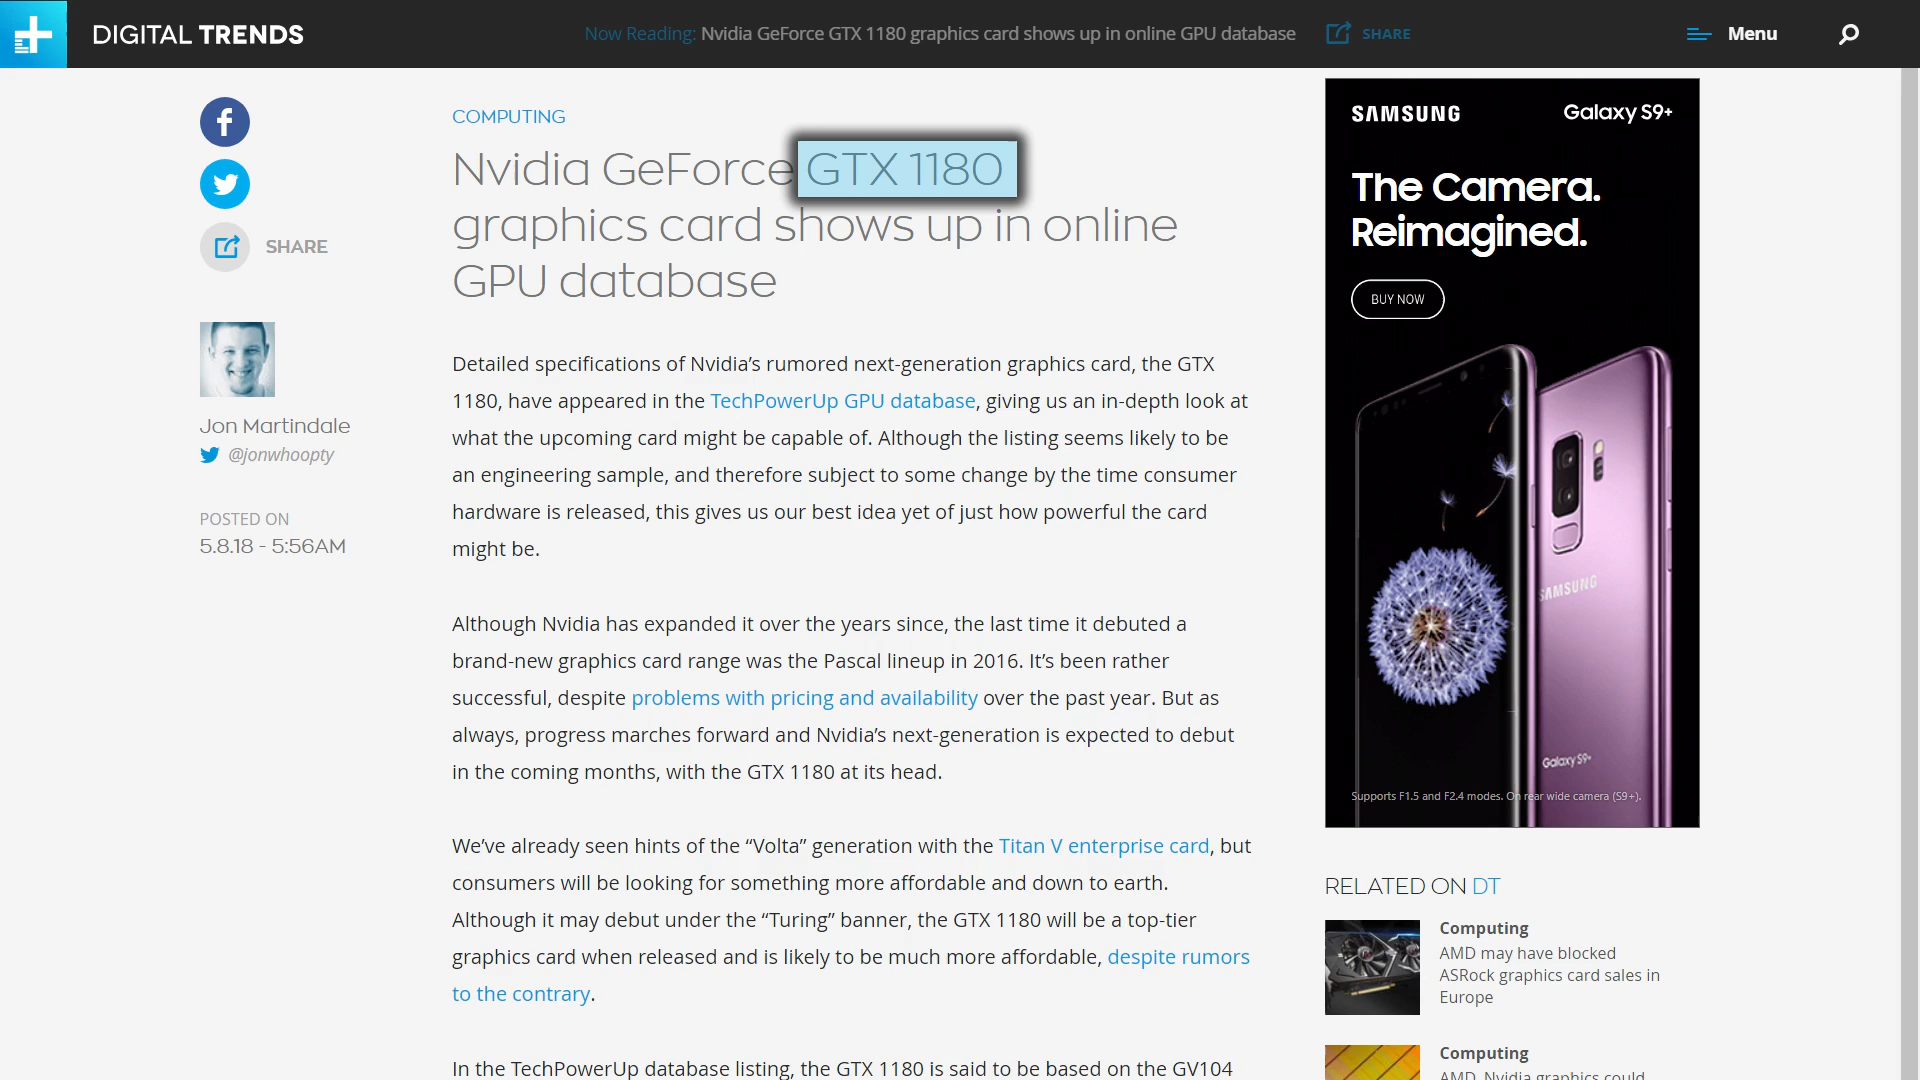 DIGITAL TRENDS
Now Reading: Nvidia GeForce GTX 1180 graphics card shows up in online GPU database
SHARE
Menu
SHARE
Jon Martindale
@jonwhoopty
POSTED ON
5.8.18 - 5:56AM
COMPUTING
Nvidia GeForce GTX 1180
graphics card shows up in online
GPU database
Detailed specifications of Nvidia’s rumored next-generation graphics card, the GTX
1180, have appeared in the TechPowerUp GPU database, giving us an in-depth look at
what the upcoming card might be capable of. Although the listing seems likely to be
an engineering sample, and therefore subject to some change by the time consumer
hardware is released, this gives us our best idea yet of just how powerful the card
might be.
Although Nvidia has expanded it over the years since, the last time it debuted a
brand-new graphics card range was the Pascal lineup in 2016. It’s been rather
successful, despite problems with pricing and availability over the past year. But as
always, progress marches forward and Nvidia’s next-generation is expected to debut
in the coming months, with the GTX 1180 at its head.
We’ve already seen hints of the “Volta” generation with the Titan V enterprise card, but
consumers will be looking for something more affordable and down to earth.
Although it may debut under the “Turing” banner, the GTX 1180 will be a top-tier
graphics card when released and is likely to be much more affordable, despite rumors
to the contrary.
In the TechPowerUp database listing, the GTX 1180 is said to be based on the GV104
SAMSUNG
Galaxy S9+
The Camera.
Reimagined.
BUY NOW
SAMSUNG
Galaxy S9+
Supports F1.5 and F2.4 modes. On rear wide camera (S9+).
RELATED ON DT
Computing
AMD may have blocked
ASRock graphics card sales in
Europe
Computing
AMD, Nvidia graphics could